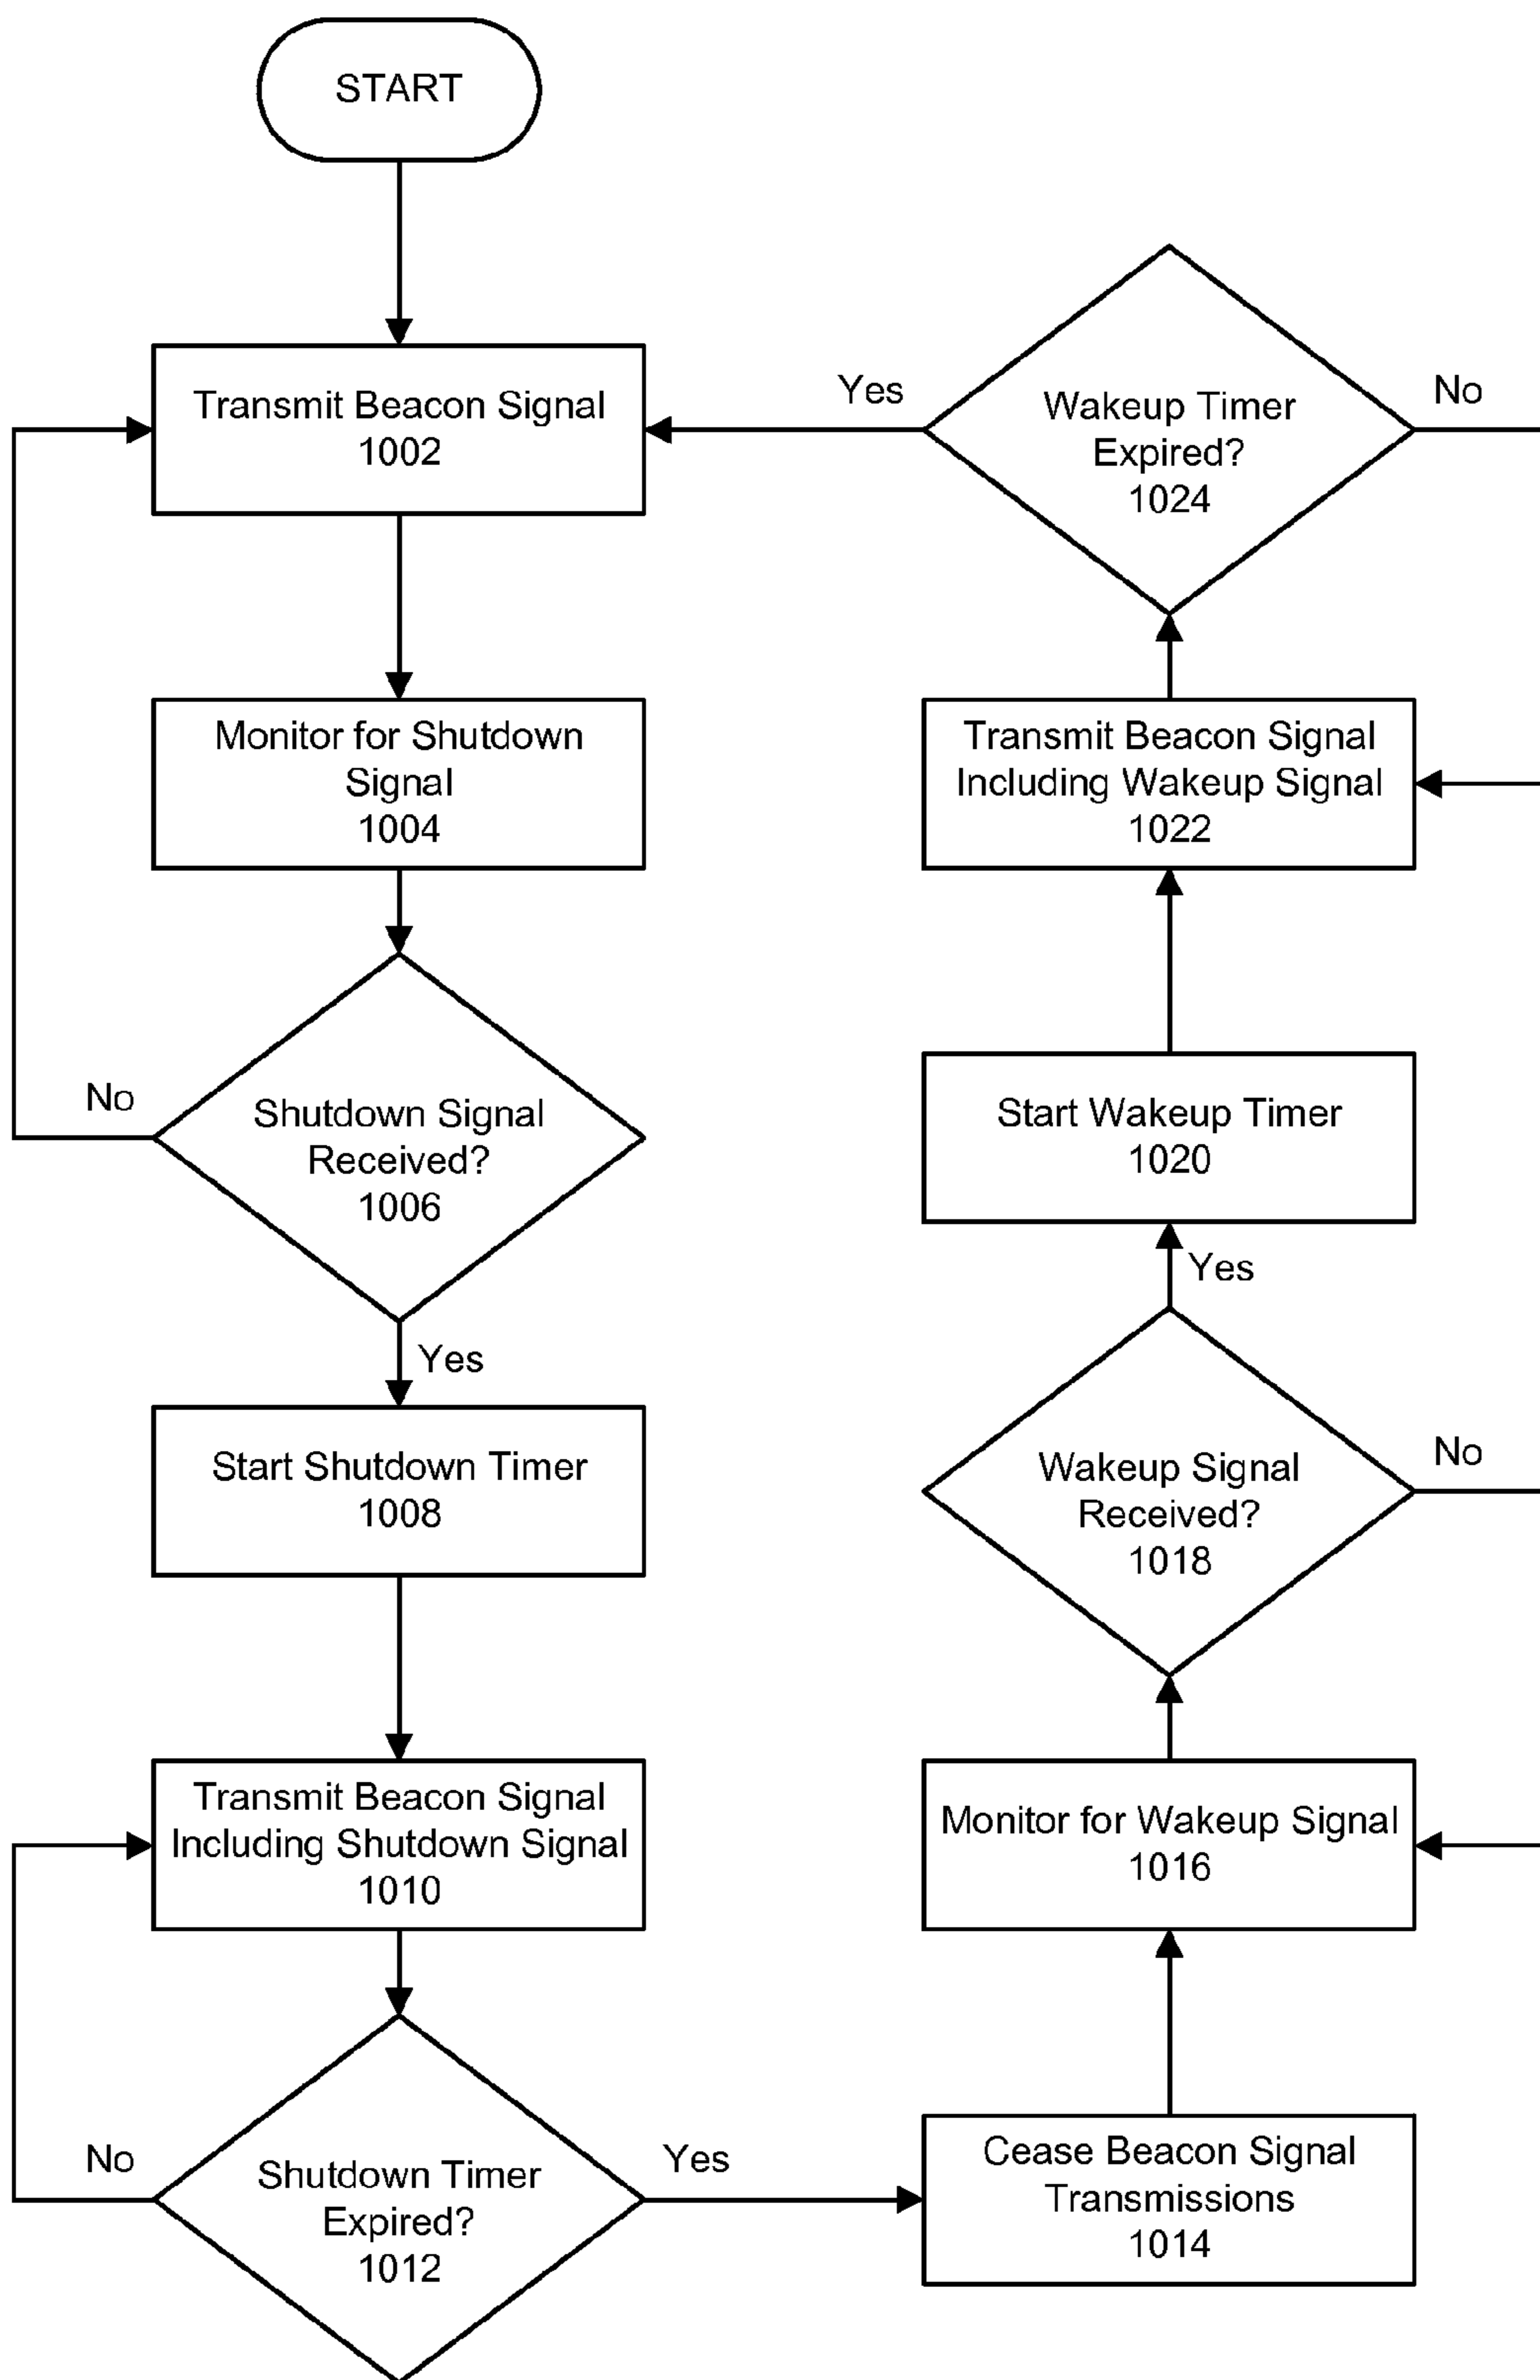 START
Transmit Beacon Signal
1002
Monitor for Shutdown
Signal
1004
No
Shutdown Signal
Received?
1006
Yes
Start Shutdown Timer
1008
Transmit Beacon Signal
Including Shutdown Signal
1010
No
Shutdown Timer
Expired?
1012
Yes
Cease Beacon Signal
Transmissions
1014
Monitor for Wakeup Signal
1016
Wakeup Signal
Received?
1018
No
Yes
Start Wakeup Timer
1020
Transmit Beacon Signal
Including Wakeup Signal
1022
Wakeup Timer
Expired?
1024
Yes
No